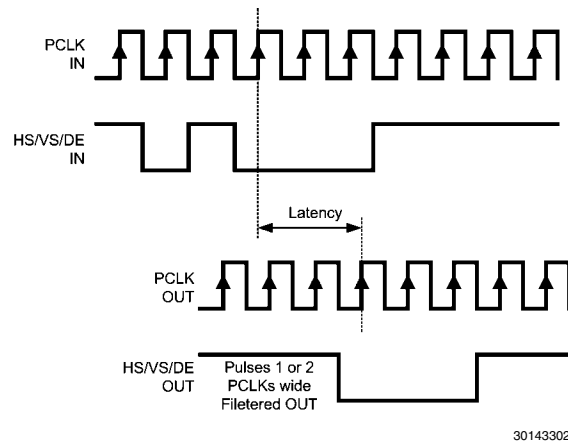 PCLK
IN
HS/VS/DE
IN
Latency
PCLK
OUT
HS/VS/DE
OUT
Pulses 1 or 2
PCLKs wide
Filetered OUT
30143302